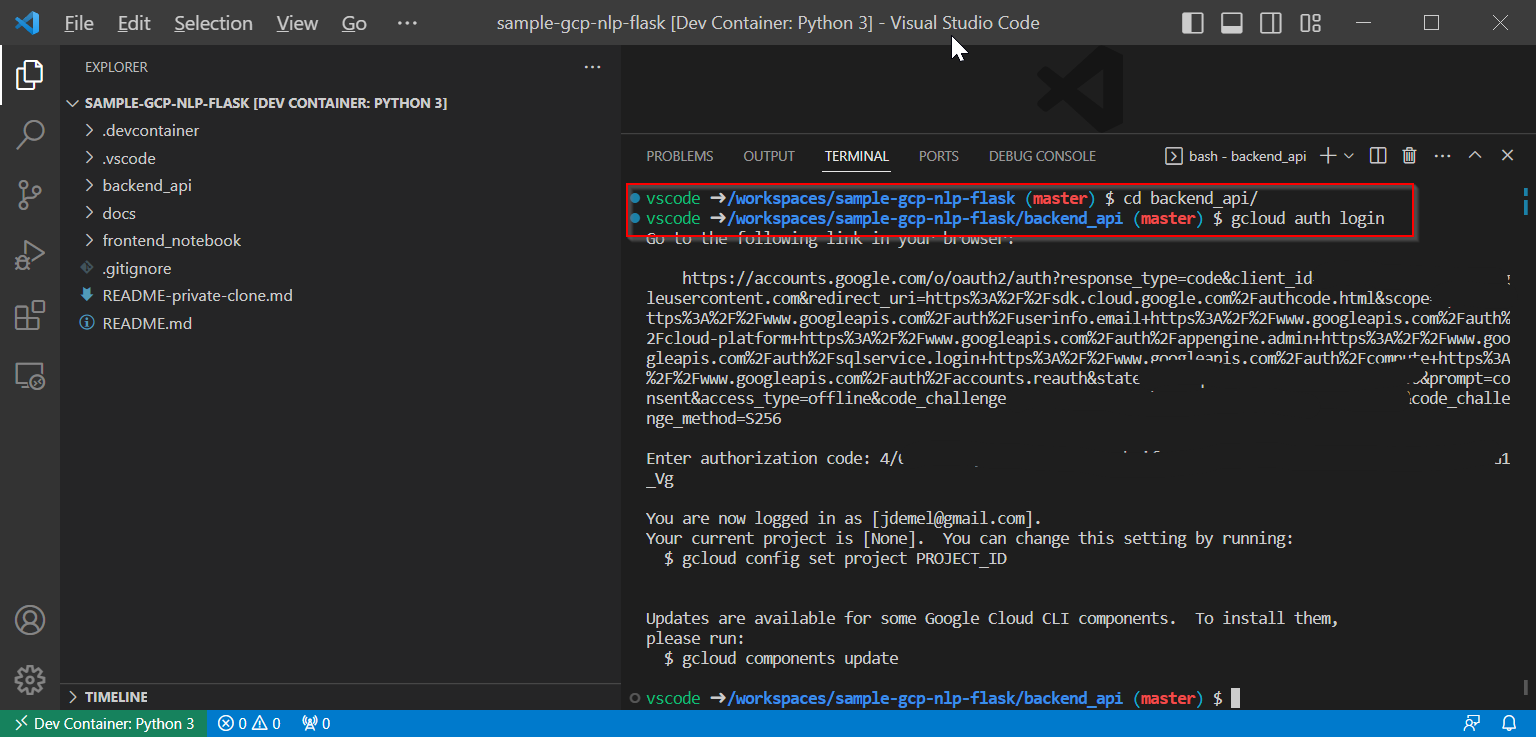 File Edit Selection View Go ··· sample-gcp-nlp-flask [Dev Container: Python 3] - Visual Studio Code
EXPLORER ···
SAMPLE-GCP-NLP-FLASK [DEV CONTAINER: PYTHON 3]
.devcontainer
.vscode
backend_api
docs
frontend_notebook
.gitignore
README-private-clone.md
README.md
TIMELINE
PROBLEMS OUTPUT TERMINAL PORTS DEBUG CONSOLE bash - backend_api
vscode ➜/workspaces/sample-gcp-nlp-flask (master) $ cd backend_api/
vscode ➜/workspaces/sample-gcp-nlp-flask/backend_api (master) $ gcloud auth login
Go to the following link in your browser:
https://accounts.google.com/o/oauth2/auth?response_type=code&client_id
leusercontent.com&redirect_uri=https%3A%2F%2Fsdk.cloud.google.com%2Fauthcode.html&scope
ttps%3A%2F%2Fwww.googleapis.com%2Fauth%2Fuserinfo.email+https%3A%2F%2Fwww.googleapis.com%2Fauth%
2Fcloud-platform+https%3A%2F%2Fwww.googleapis.com%2Fauth%2Fappengine.admin+https%3A%2F%2Fwww.goo
gleapis.com%2Fauth%2Fsqlservice.login+https%3A%2F%2Fwww.googleapis.com%2Fauth%2Fcompute+https%3A
%2F%2Fwww.googleapis.com%2Fauth%2Faccounts.reauth&state &prompt=co
nsent&access_type=offline&code_challenge &code_challe
nge_method=S256
Enter authorization code: 4/ 1
_Vg
You are now logged in as [jdemel@gmail.com].
Your current project is [None].  You can change this setting by running:
$ gcloud config set project PROJECT_ID
Updates are available for some Google Cloud CLI components.  To install them,
please run:
$ gcloud components update
vscode ➜/workspaces/sample-gcp-nlp-flask/backend_api (master) $
Dev Container: Python 3 0 0 0